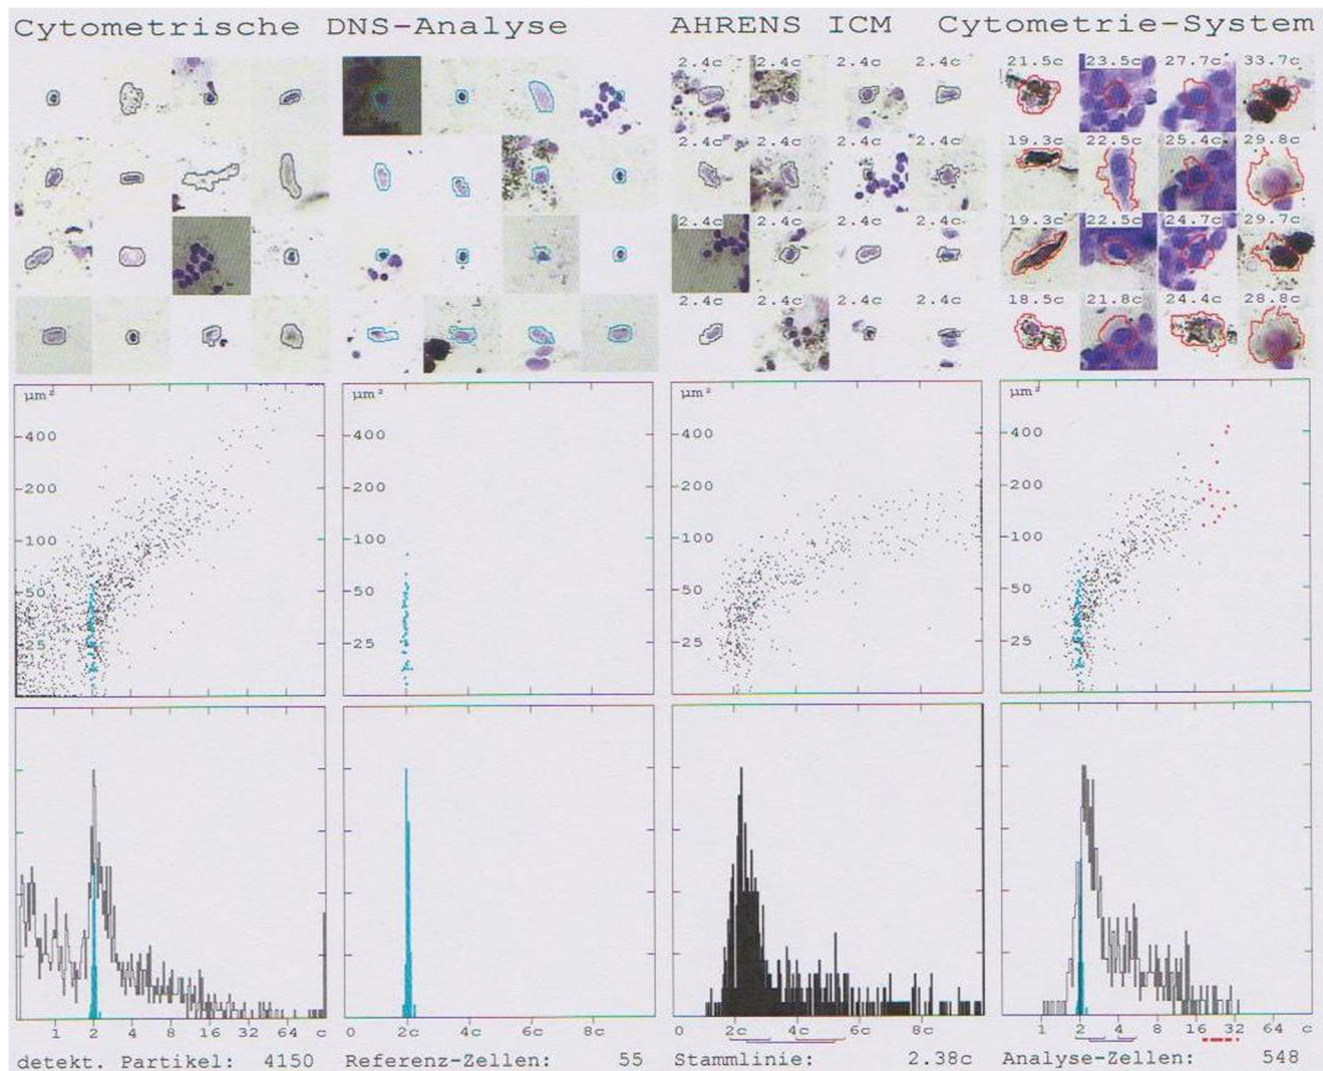 Cytometrische DNS-Analyse
AHRENS ICM Cytometrie-System
2.4c 2.4c 2.4c 2.4c
21.5c 23.5c 27.7c 33.7c
2.4c 2.4c 2.4c 2.4c
19.3c 22.5c 25.4c 29.8c
2.4c 2.4c 2.4c 2.4c
19.3c 22.5c 24.7c 29.7c
2.4c 2.4c 2.4c 2.4c
18.5c 21.8c 24.4c 28.8c
µm²
400
200
100
50
25
µm²
400
200
100
50
25
µm²
400
200
100
50
25
µm²
400
200
100
50
25
1 2 4 8 16 32 64 c
0 2c 4c 8c
0 2c 4c 8c
1 2 4 8 16 32 64 c
detekt. Partikel: 4150
Referenz-Zellen: 55
Stammlinie: 2.38c
Analyse-Zellen: 548